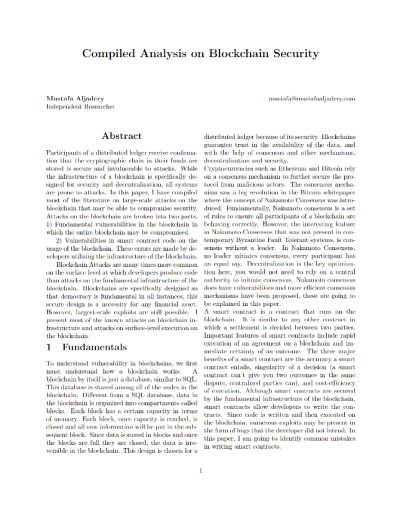 Compiled Analysis on Blockchain Security
Mustafa Aljadery
Independent Researcher
mustafa@mustafaaljadery.com
Abstract
Participants of a distributed ledger receive confirma-
tion that the cryptographic chain in their funds are
stored is secure and invulnerable to attacks. While
the infrastructure of a blockchain is specifically de-
signed for security and decentralization, all systems
are prone to attacks. In this paper, I have compiled
most of the literature on large-scale attacks on the
blockchain that may be able to compromise security.
Attacks on the blockchain are broken into two parts:
1) Fundamental vulnerabilities in the blockchain in
which the entire blockchain may be compromised.
2) Vulnerabilities in smart contract code on the
usage of the blockchain. These errors are made by de-
velopers utilizing the infrastructure of the blockchain.
Blockchain Attacks are many times more common
on the surface level at which developers produce code
than attacks on the fundamental infrastructure of the
blockchain. Blockchains are specifically designed so
that democracy is fundamental in all instances, this
secure design is a necessity for any financial asset.
However, largest-scale exploits are still possible. I
present most of the known attacks on blockchain in-
frastructure and attacks on surface-level execution on
the blockchain.
1 Fundamentals
To understand vulnerability in blockchains, we first
must understand how a blockchain works. A
blockchain by itself is just a database, similar to SQL.
This database is shared among all of the nodes in the
blockchain. Different from a SQL database, data in
the blockchain is organized into compartments called
blocks. Each block has a certain capacity in terms
of memory. Each block, once capacity is reached, is
closed and all new information will be put in the sub-
sequent block. Since data is stored in blocks and once
the blocks are full they are closed, the data is irre-
versible in the blockchain. This design is chosen for a
distributed ledger because of its security. Blockchains
guarantee trust in the availability of the data, and
with the help of consensus and other mechanisms,
decentralization and security.
Cryptocurrencies such as Ethereum and Bitcoin rely
on a consensus mechanism to further secure the pro-
tocol from malicious actors. The consensus mecha-
nism saw a big revolution in the Bitcoin whitepaper
where the concept of Nakamoto Consensus was intro-
duced. Fundamentally, Nakamoto consensus is a set
of rules to ensure all participants of a blockchain are
behaving correctly. However, the interesting feature
in Nakamoto Consensus that was not present in con-
temporary Byzantine Fault Tolerant systems, is con-
sensus without a leader. In Nakamoto Consensus,
no leader initiates consensus, every participant has
an equal say. Decentralization is the key optimiza-
tion here, you would not need to rely on a central
authority to initiate consensus. Nakamoto consensus
does have vulnerabilities and more efficient consensus
mechanisms have been proposed, these are going to
be explained in this paper.
A smart contract is a contract that runs on the
blockchain. It is similar to any other contract in
which a settlement is decided between two parties.
Important features of smart contracts include rapid
execution of an agreement on a blockchain and im-
mediate certainty of an outcome. The three major
benefits of a smart contract are the accuracy a smart
contract entails, singularity of a decision (a smart
contract can't give you two outcomes in the same
dispute, centralized parties can), and cost-efficiency
of execution. Although smart contracts are secured
by the fundamental infrastructure of the blockchain,
smart contracts allow developers to write the con-
tracts. Since code is written and then executed on
the blockchain, numerous exploits may be present in
the form of bugs that the developer did not intend. In
this paper, I am going to identify common mistakes
in writing smart contracts.
1